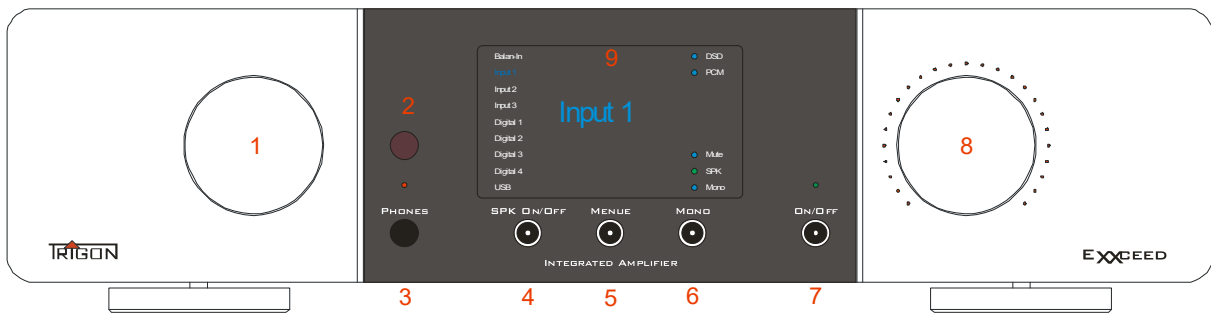 Balan-In
Input 1
Input 2
Input 3
Digital 1
Digital 2
Digital 3
Digital 4
USB
9
Input 1
DSD
PCM
Mute
SPK
Mono
1
2
8
PHONES
SPK ON/OFF
MENUE
MONO
ON/OFF
INTEGRATED AMPLIFIER
TRIGON
EXXCEED
3
4
5
6
7